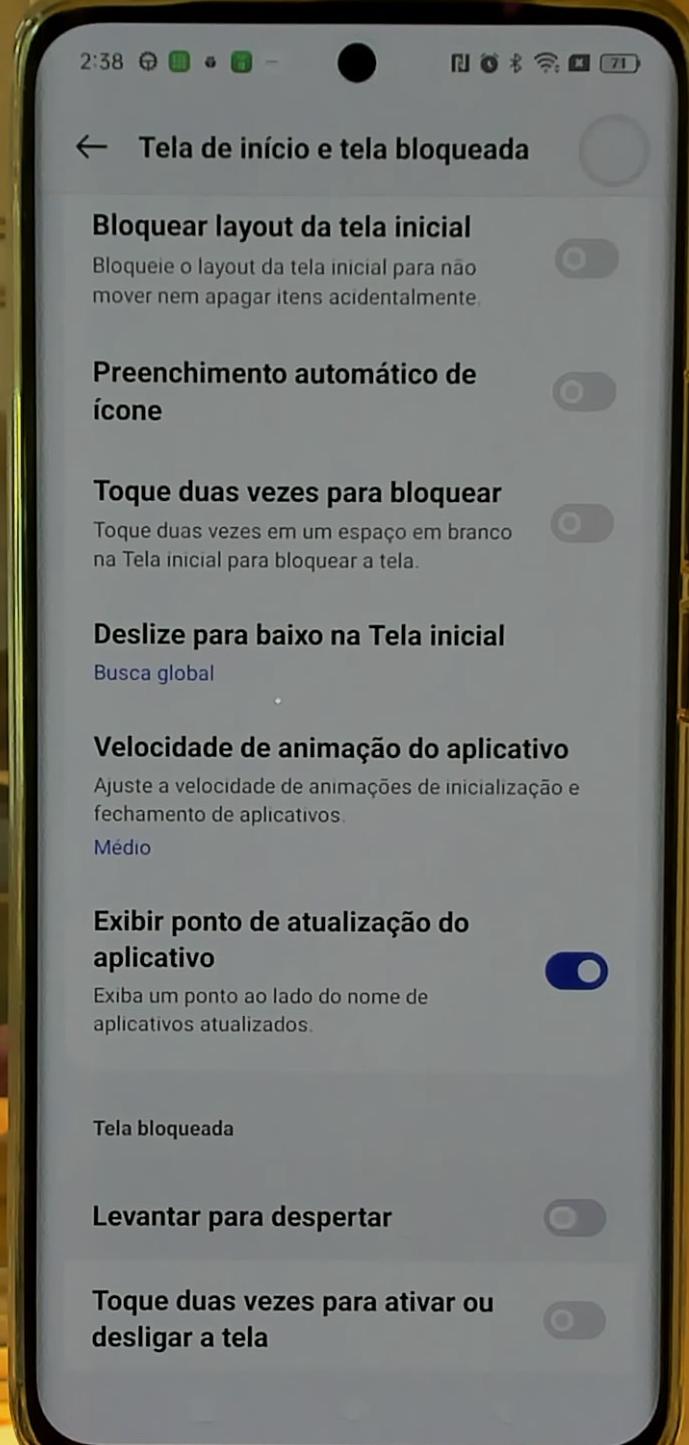 2:38
71
Tela de início e tela bloqueada
Bloquear layout da tela inicial
Bloqueie o layout da tela inicial para não
mover nem apagar itens acidentalmente.
Preenchimento automático de
ícone
Toque duas vezes para bloquear
Toque duas vezes em um espaço em branco
na Tela inicial para bloquear a tela.
Deslize para baixo na Tela inicial
Busca global
Velocidade de animação do aplicativo
Ajuste a velocidade de animações de inicialização e
fechamento de aplicativos.
Médio
Exibir ponto de atualização do
aplicativo
Exiba um ponto ao lado do nome de
aplicativos atualizados.
Tela bloqueada
Levantar para despertar
Toque duas vezes para ativar ou
desligar a tela